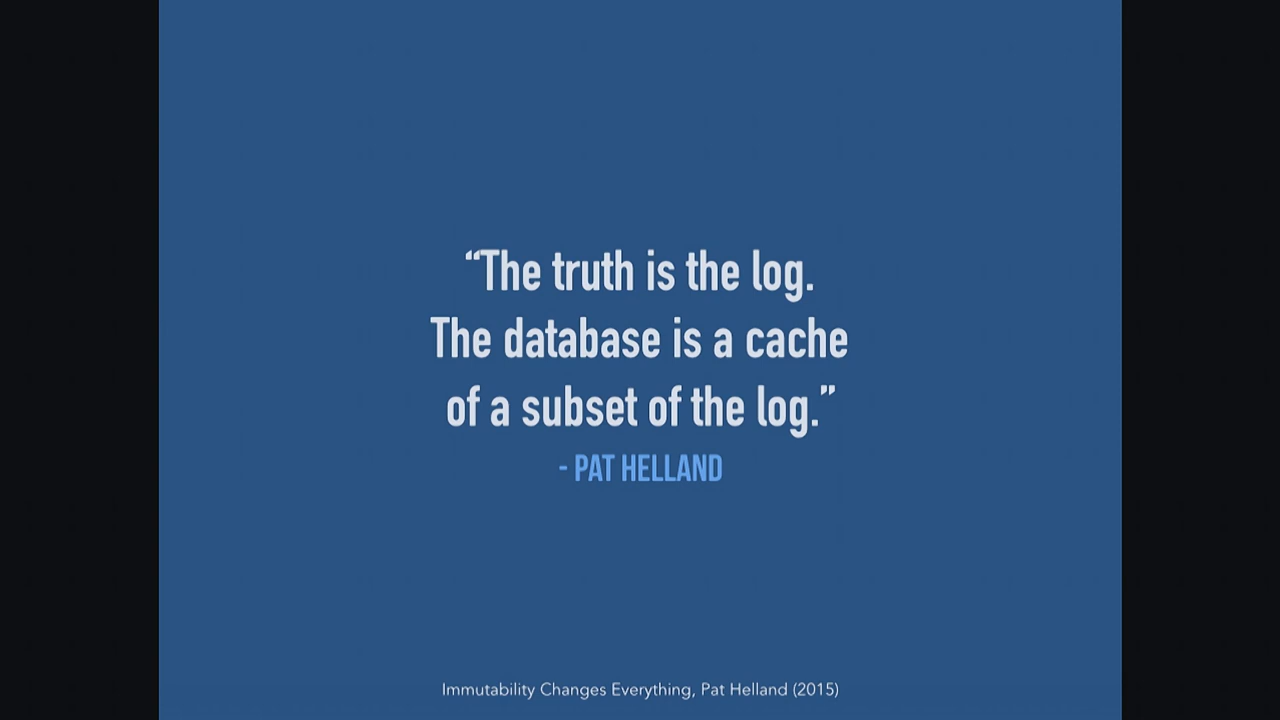 “The truth is the log.
The database is a cache
of a subset of the log.”
- PAT HELLAND
Immutability Changes Everything, Pat Helland (2015)